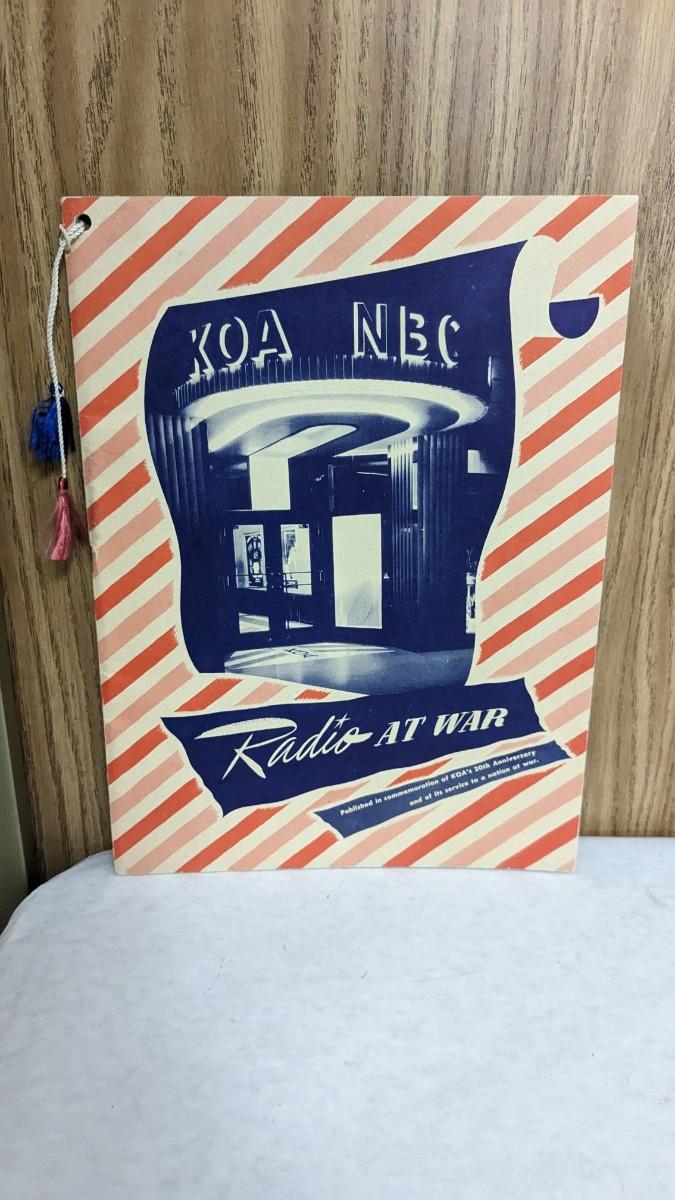 KOA NBC
Radio AT WAR
Published in commemoration of KOA's 20th Anniversary
and of its service to a nation at war.